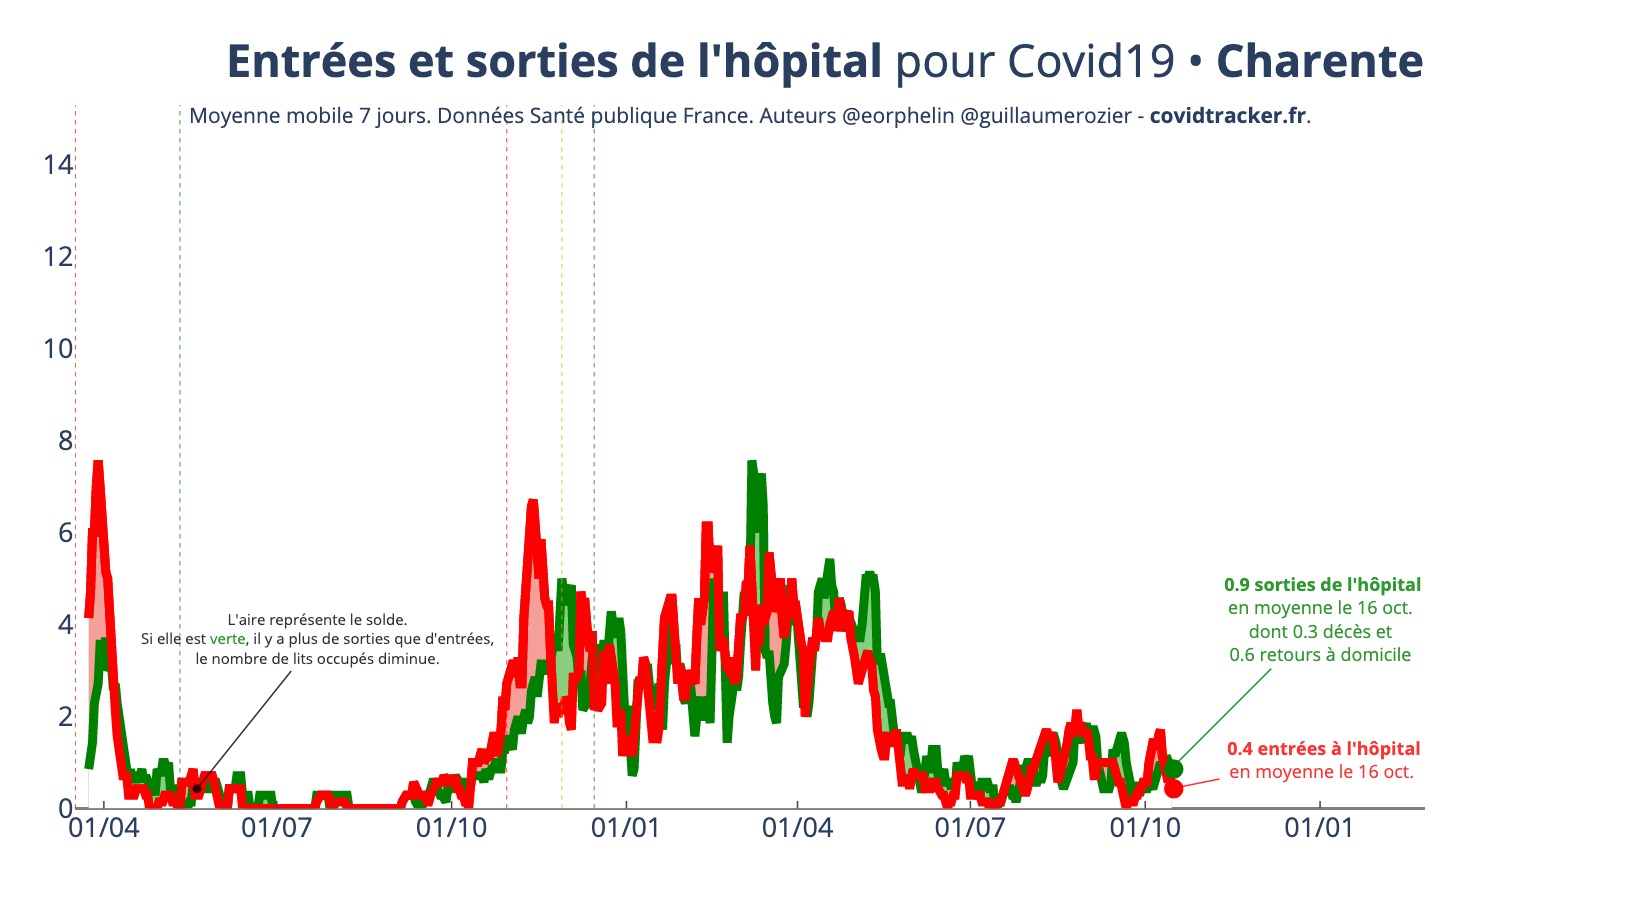 Entrées et sorties de l'hôpital pour Covid19 • Charente
Moyenne mobile 7 jours. Données Santé publique France. Auteurs @eorphelin @guillaumerozier - covidtracker.fr.
14
12
10
8
6
4
2
0
L'aire représente le solde.
Si elle est verte, il y a plus de sorties que d'entrées,
le nombre de lits occupés diminue.
0.9 sorties de l'hôpital
en moyenne le 16 oct.
dont 0.3 décès et
0.6 retours à domicile
0.4 entrées à l'hôpital
en moyenne le 16 oct.
01/04 01/07 01/10 01/01 01/04 01/07 01/10 01/01